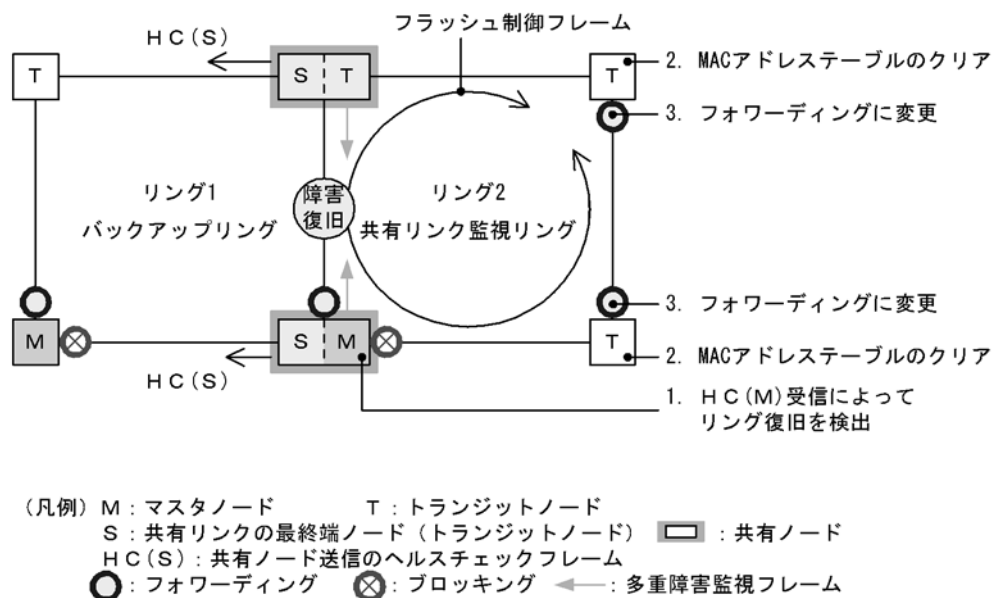 フラッシュ制御フレーム
ＨＣ(Ｓ)
Ｔ
Ｓ Ｔ
Ｔ
2. MACアドレステーブルのクリア
3. フォワーディングに変更
リング1
バックアップリング
障害
復旧
リング2
共有リンク監視リング
3. フォワーディングに変更
Ｍ
Ｓ Ｍ
Ｔ
2. MACアドレステーブルのクリア
ＨＣ(Ｓ)
1. ＨＣ(Ｍ)受信によって
リング復旧を検出
（凡例）Ｍ：マスタノード Ｔ：トランジットノード
Ｓ：共有リンクの最終端ノード（トランジットノード） ：共有ノード
ＨＣ(Ｓ)：共有ノード送信のヘルスチェックフレーム
：フォワーディング ：ブロッキング ：多重障害監視フレーム